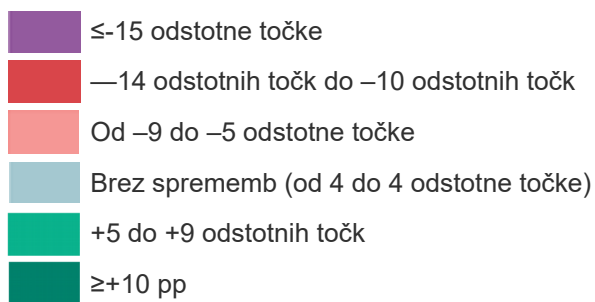 ≤-15 odstotne točke
—14 odstotnih točk do –10 odstotnih točk
Od –9 do –5 odstotne točke
Brez sprememb (od 4 do 4 odstotne točke)
+5 do +9 odstotnih točk
≥+10 pp